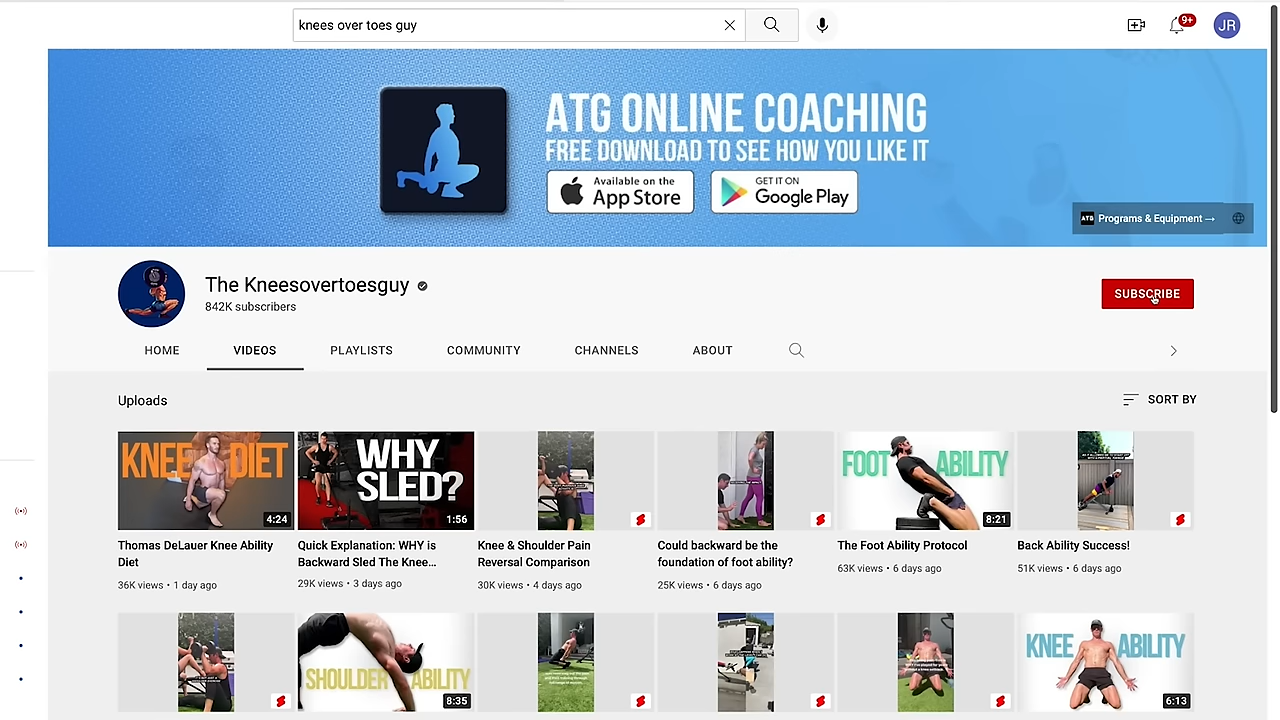 knees over toes guy
9+
JR
ATG ONLINE COACHING
FREE DOWNLOAD TO SEE HOW YOU LIKE IT
Available on the
App Store
GET IT ON
Google Play
ATG Programs & Equipment →
The Kneesovertoesguy
842K subscribers
SUBSCRIBE
HOME VIDEOS PLAYLISTS COMMUNITY CHANNELS ABOUT
Uploads
SORT BY
KNEE DIET
4:24
WHY
SLED?
1:56
FOOT ABILITY
8:21
Thomas DeLauer Knee Ability
Diet
36K views • 1 day ago
Quick Explanation: WHY is
Backward Sled The Knee...
29K views • 3 days ago
Knee & Shoulder Pain
Reversal Comparison
30K views • 4 days ago
Could backward be the
foundation of foot ability?
25K views • 6 days ago
The Foot Ability Protocol
63K views • 6 days ago
Back Ability Success!
51K views • 6 days ago
SHOULDER ABILITY
8:35
KNEE ABILITY
6:13